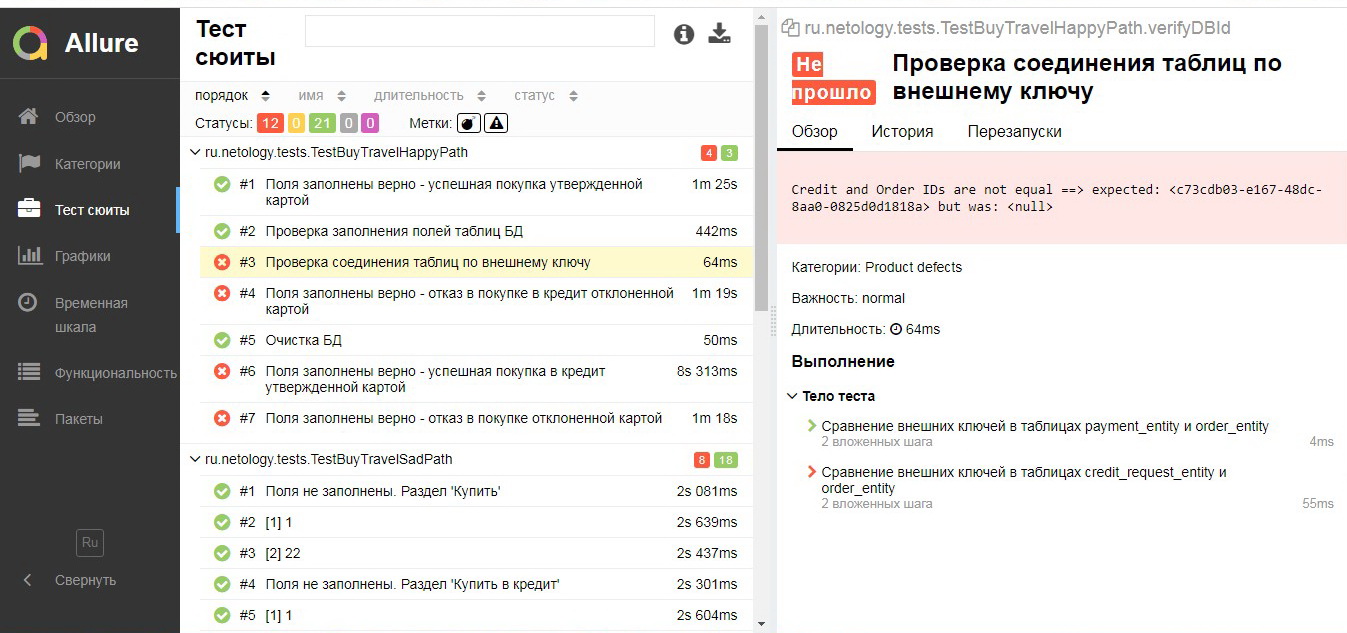 Allure
Обзор
Категории
Тест сюиты
Графики
Временная
шкала
Функциональность
Пакеты
Ru
Свернуть
Тест
сюиты
порядок имя длительность статус
Статусы: 12 0 21 0 0 Метки:
ru.netology.tests.TestBuyTravelHappyPath 4 3
#1 Поля заполнены верно - успешная покупка утвержденной 1m 25s
картой
#2 Проверка заполнения полей таблиц БД 442ms
#3 Проверка соединения таблиц по внешнему ключу 64ms
#4 Поля заполнены верно - отказ в покупке в кредит отклоненной 1m 19s
картой
#5 Очистка БД 50ms
#6 Поля заполнены верно - успешная покупка в кредит 8s 313ms
утвержденной картой
#7 Поля заполнены верно - отказ в покупке отклоненной картой 1m 18s
ru.netology.tests.TestBuyTravelSadPath 8 18
#1 Поля не заполнены. Раздел 'Купить' 2s 081ms
#2 [1] 1 2s 639ms
#3 [2] 22 2s 437ms
#4 Поля не заполнены. Раздел 'Купить в кредит' 2s 301ms
#5 [1] 1 2s 604ms
ru.netology.tests.TestBuyTravelHappyPath.verifyDBId
Не
прошло
Проверка соединения таблиц по
внешнему ключу
Обзор История Перезапуски
Credit and Order IDs are not equal ==> expected: <c73cdb03-e167-48dc-
8aa0-0825d0d1818a> but was: <null>
Категории: Product defects
Важность: normal
Длительность: 64ms
Выполнение
Тело теста
Сравнение внешних ключей в таблицах payment_entity и order_entity
2 вложенных шага 4ms
Сравнение внешних ключей в таблицах credit_request_entity и
order_entity
2 вложенных шага 55ms